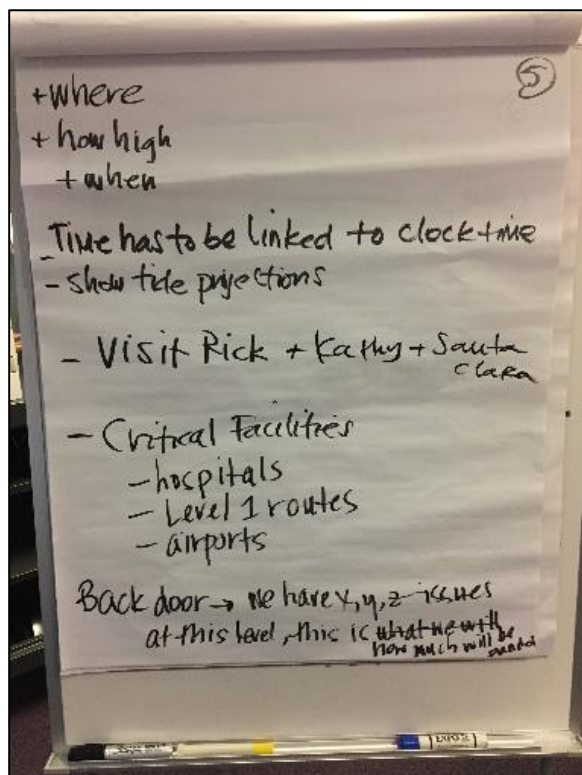 5
+where
+ how high
+ when
- Time has to be linked to clock time
- show tide projections
- Visit Rick + Kathy + Santa
Clara
- Critical Facilities
- hospitals
- Level 1 routes
- airports
Back door → we have x, y, z issues
at this level, this is what we will
how much will be
EXPO